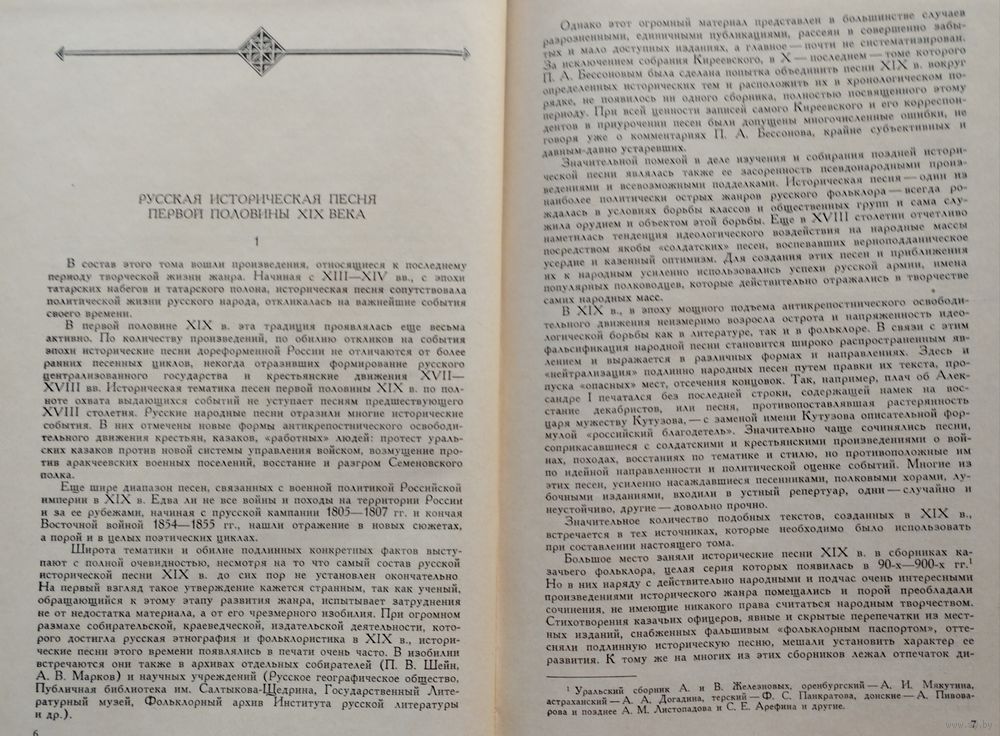 РУССКАЯ ИСТОРИЧЕСКАЯ ПЕСНЯ
ПЕРВОЙ ПОЛОВИНЫ XIX ВЕКА
1
В состав этого тома вошли произведения, относящиеся к последнему
периоду творческой жизни жанра. Начиная с XIII—XIV вв., с эпохи
татарских набегов и татарского полона, историческая песня сопутствовала
политической жизни русского народа, откликалась на важнейшие события
своего времени.
В первой половине XIX в. эта традиция проявлялась еще весьма
активно. По количеству произведений, по обилию откликов на события
эпохи исторические песни дореформенной России не отличаются от более
ранних песенных циклов, некогда отразивших формирование русского
централизованного государства и крестьянские движения XVII—
XVIII вв. Историческая тематика песен первой половины XIX в. по пол-
ноте охвата выдающихся событий не уступает песням предшествующего
XVIII столетия. Русские народные песни отразили многие исторические
события. В них отмечены новые формы антикрепостнического освободи-
тельного движения крестьян, казаков, «работных» людей: протест ураль-
ских казаков против новой системы управления войском, возмущение про-
тив аракчеевских военных поселений, восстание и разгром Семеновского
полка.
Еще шире диапазон песен, связанных с военной политикой Российской
империи в XIX в. Едва ли не все войны и походы на территории России
и за ее рубежами, начиная с прусской кампании 1805—1807 гг. и кончая
Восточной войной 1854—1855 гг., нашли отражение в новых сюжетах,
а порой и в целых поэтических циклах.
Широта тематики и обилие подлинных конкретных фактов высту-
пают с полной очевидностью, несмотря на то что самый состав русской
исторической песни XIX в. до сих пор не установлен окончательно
На первый взгляд такое утверждение кажется странным, так как ученый,
обращающийся к этому этапу развития жанра, испытывает затруднения
не от недостатка материала, а от его чрезмерного изобилия. При огромном
размахе собирательской, краеведческой, издательской деятельности, кото-
рого достигла русская этнография и фольклористика в XIX в., истори-
ческие песни этого времени появлялись в печати очень часто. В изобилии
встречаются они также в архивах отдельных собирателей (П. В. Шейн,
А. В. Марков) и научных учреждений (Русское географическое общество,
Публичная библиотека им. Салтыкова-Щедрина, Государственный Лите-
ратурный музей, Фольклорный архив Института русской литературы
и др.).
6
Однако этот огромный материал представлен в большинстве случаев
разрозненными, единичными публикациями, рассеян в совершенно забы-
тых и мало доступных изданиях, а главное — почти не систематизирован.
За исключением собрания Киреевского, в X — последнем — томе которого
П. А. Бессоновым была сделана попытка объединить песни XIX в. вокруг
определенных исторических тем и расположить их в хронологическом по-
рядке, не появилось ни одного сборника, полностью посвященного этому
периоду. При всей ценности записей самого Киреевского и его корреспон-
дентов в приурочении песен были допущены многочисленные ошибки, не
говоря уже о комментариях П. А. Бессонова, крайне субъективных и
давным-давно устаревших.
Значительной помехой в деле изучения и собирания поздней истори-
ческой песни являлась также ее засоренность псевдонародными произ-
ведениями и всевозможными подделками. Историческая песня — один из
наиболее политически острых жанров русского фольклора — всегда ро-
ждалась в условиях борьбы классов и общественных групп и сама слу-
жила орудием и объектом этой борьбы. Еще в XVIII столетии отчетливо
наметилась тенденция идеологического воздействия на народные массы
посредством якобы «солдатских» песен, воспевавших верноподданническое
усердие и казенный оптимизм. Для создания этих песен и приближения
их к народным усиленно использовались успехи русской армии, имена
популярных полководцев, которые действительно отражались в творчестве
самих народных масс.
В XIX в., в эпоху мощного подъема антикрепостнического освободи-
тельного движения неизмеримо возросла острота и напряженность идео-
логической борьбы как в литературе, так и в фольклоре. В связи с этим
фальсификация народной песни становится широко распространенным яв-
лением и выражается в различных формах и направлениях. Здесь и
«нейтрализация» подлинно народных песен путем правки их текста, про-
пуска «опасных» мест, отсечения концовок. Так, например, плач об Алек-
сандре I печатался без последней строки, содержащей намек на вос-
стание декабристов, или песня, противопоставлявшая растерянность
царя мужеству Кутузова, — с заменой имени Кутузова описательной фор-
мулой «российский благодетель». Значительно чаще сочинялись песни,
соприкасавшиеся с солдатскими и крестьянскими произведениями о вой-
нах, походах, восстаниях по тематике и стилю, но противоположные им
по идейной направленности и политической оценке событий. Многие из
этих песен, усиленно насаждавшиеся песенниками, полковыми хорами, лу-
бочными изданиями, входили в устный репертуар, одни — случайно и
неустойчиво, другие — довольно прочно.
Значительное количество подобных текстов, созданных в XIX в.,
встречается в тех источниках, которые необходимо было использовать
при составлении настоящего тома.
Большое место заняли исторические песни XIX в. в сборниках ка-
зачьего фольклора, целая серия которых появилась в 90-х—900-х гг.¹
Но в них наряду с действительно народными и подчас очень интересными
произведениями исторического жанра помещались и порой преобладали
сочинения, не имеющие никакого права считаться народным творчеством.
Стихотворения казачьих офицеров, явные и скрытые перепечатки из мест-
ных изданий, снабженных фальшивым «фольклорным паспортом», отте-
сняли подлинную историческую песню, мешали установить характер ее
развития. К тому же на многих из этих сборников лежал отпечаток ди-
¹ Уральский сборник А. и В. Железновых, оренбургский — А. И. Мякутина,
астраханский — А. А. Догадина, терский — Ф. С. Панкратова, донские — А. Пивова-
рова и позднее А. М. Листопадова и С. Е. Арефина и другие.
7
www.ay.by